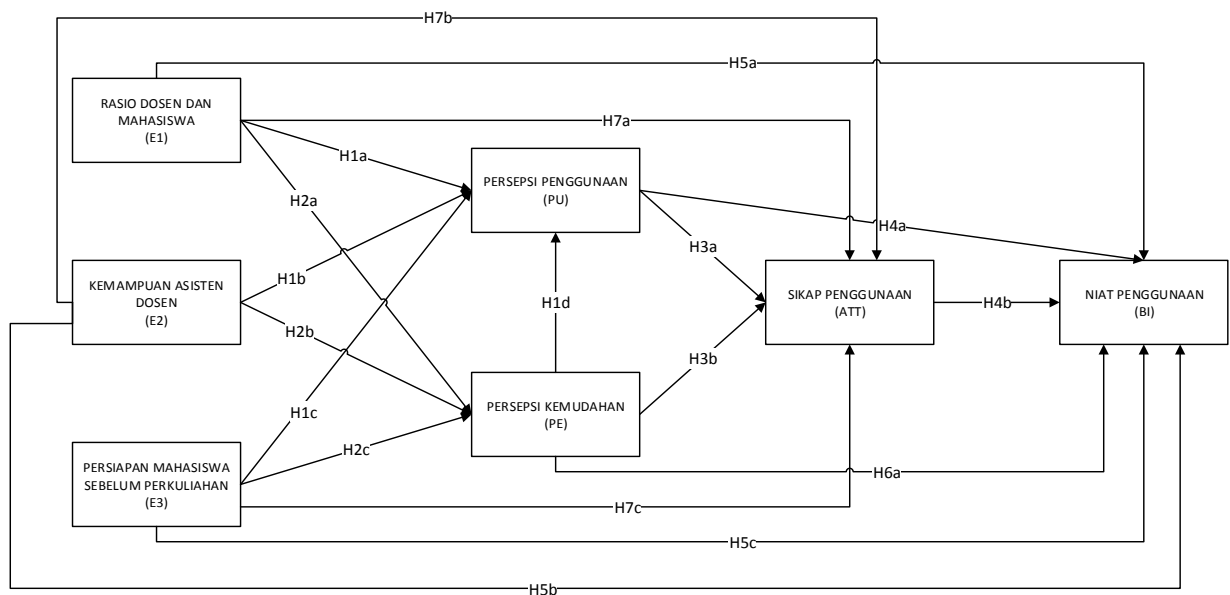 H7b
H5a
RASIO DOSEN DAN
MAHASISWA
(E1)
H7a
H1a
PERSEPSI PENGGUNAAN
(PU)
H2a
H4a
H3a
KEMAMPUAN ASISTEN
DOSEN
(E2)
H1b
H1d
SIKAP PENGGUNAAN
(ATT)
H4b
NIAT PENGGUNAAN
(BI)
H2b
H3b
PERSEPSI KEMUDAHAN
(PE)
H1c
H2c
PERSIAPAN MAHASISWA
SEBELUM PERKULIAHAN
(E3)
H6a
H7c
H5c
H5b